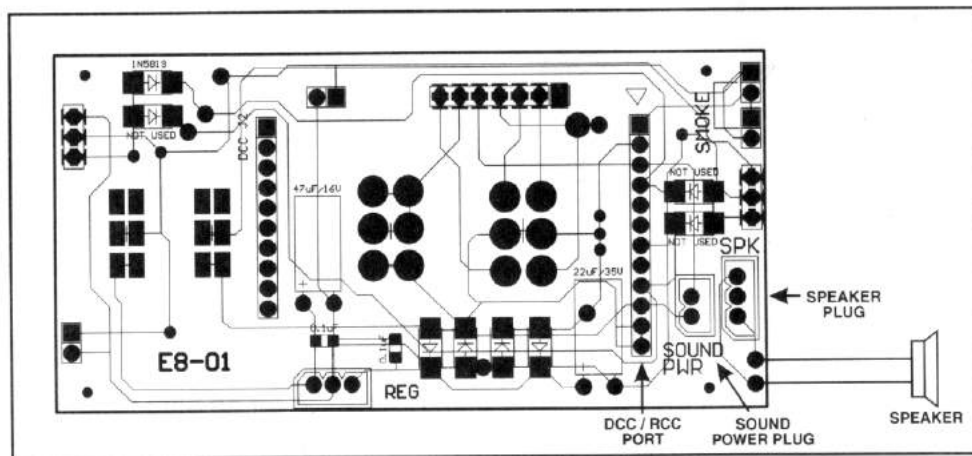 1N5819
NOT USED
DCC 32
47uF/16V
SMOKE
NOT USED
NOT USED
SPK
22uF/35V
SPEAKER
PLUG
0.1uF
0.1uF
E8-01
REG
SOUND
PWR
DCC / RCC
PORT
SOUND
POWER PLUG
SPEAKER
+
+